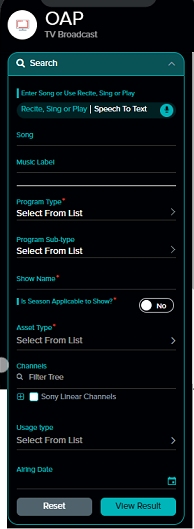 OAP
TV Broadcast
Search
Enter Song or Use Recite, Sing or Play
Recite, Sing or Play | Speech To Text
Song
Music Label
Program Type*
Select From List
Program Sub-type
Select From List
Show Name*
Is Season Applicable to Show?*
No
Asset Type*
Select From List
Channels
Filter Tree
Sony Linear Channels
Usage type
Select From List
Airing Date
Reset
View Result